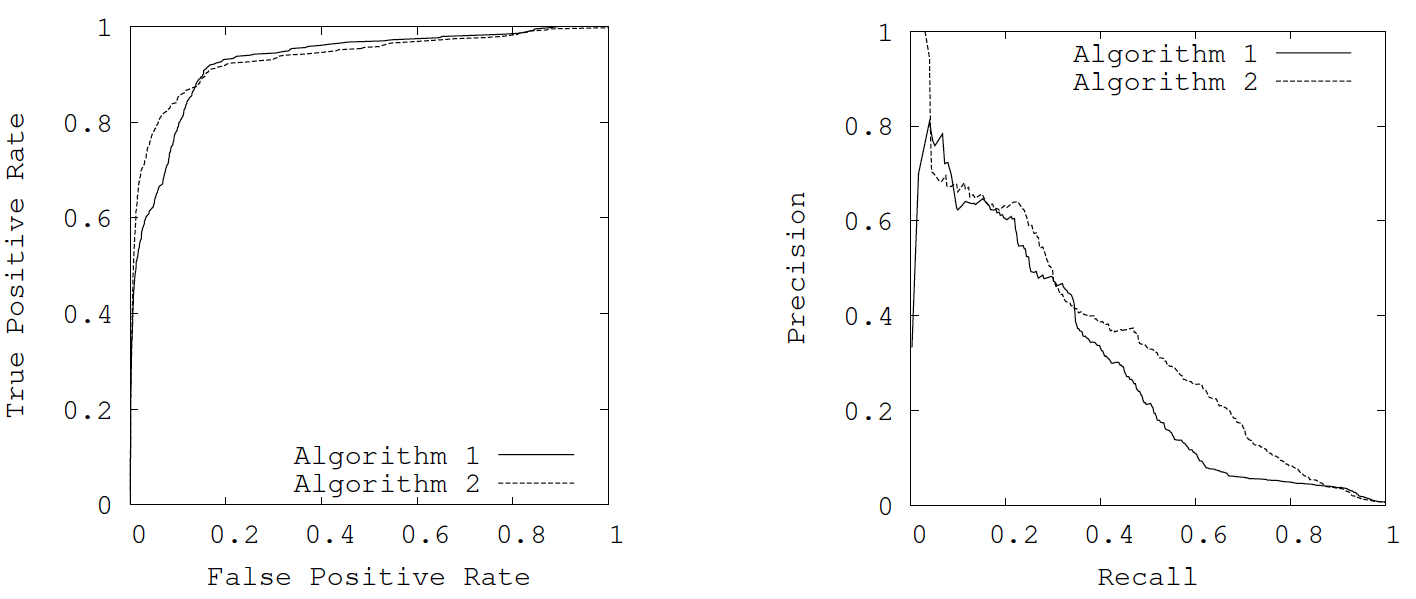 True Positive Rate
1
0.8
0.6
0.4
0.2
0
Algorithm 1
Algorithm 2
0 0.2 0.4 0.6 0.8 1
False Positive Rate
Precision
1
0.8
0.6
0.4
0.2
0
Algorithm 1
Algorithm 2
0 0.2 0.4 0.6 0.8 1
Recall